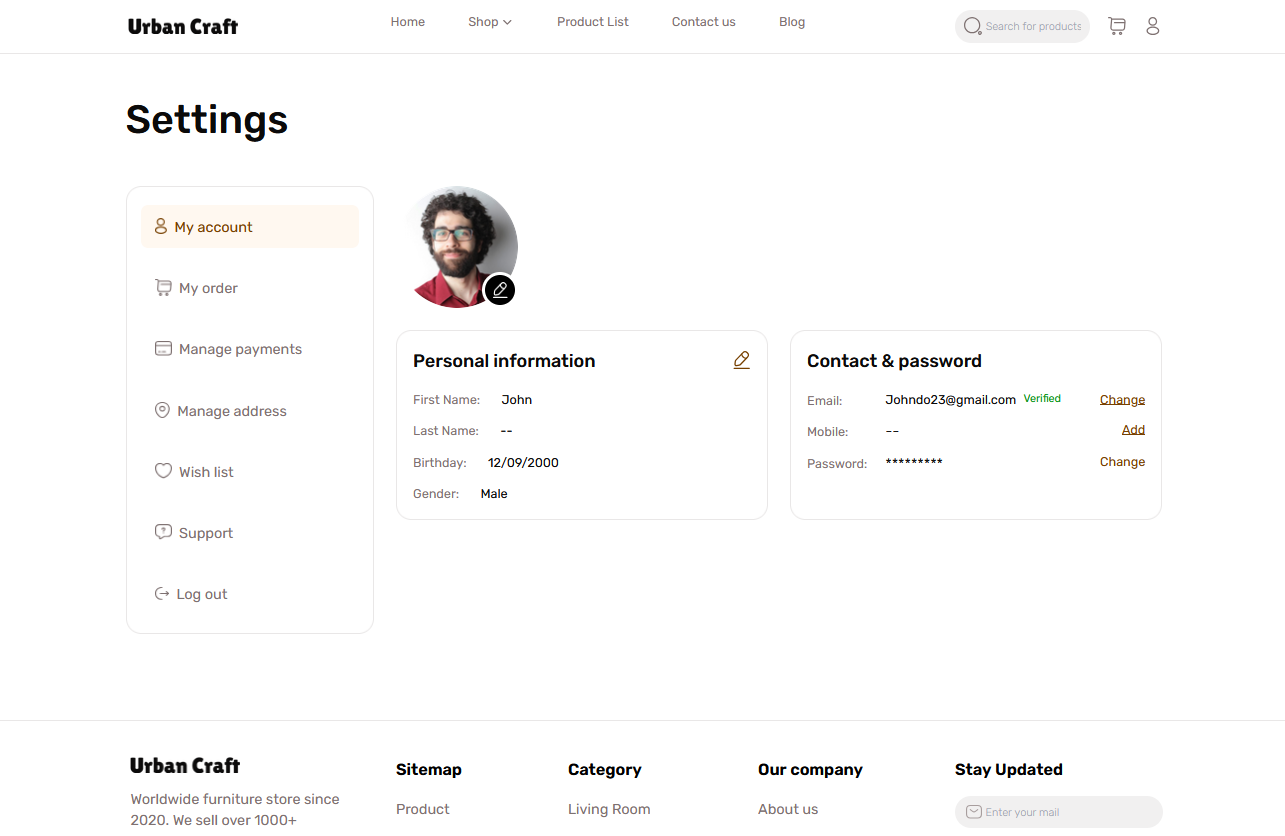 Urban Craft
Home Shop Product List Contact us Blog
Search for products
Settings
My account
My order
Manage payments
Manage address
Wish list
Support
Log out
Personal information
First Name: John
Last Name: --
Birthday: 12/09/2000
Gender: Male
Contact & password
Email: Johndo23@gmail.com Verified Change
Mobile: -- Add
Password: ********* Change
Urban Craft
Worldwide furniture store since
2020. We sell over 1000+
Sitemap
Product
Category
Living Room
Our company
About us
Stay Updated
Enter your mail